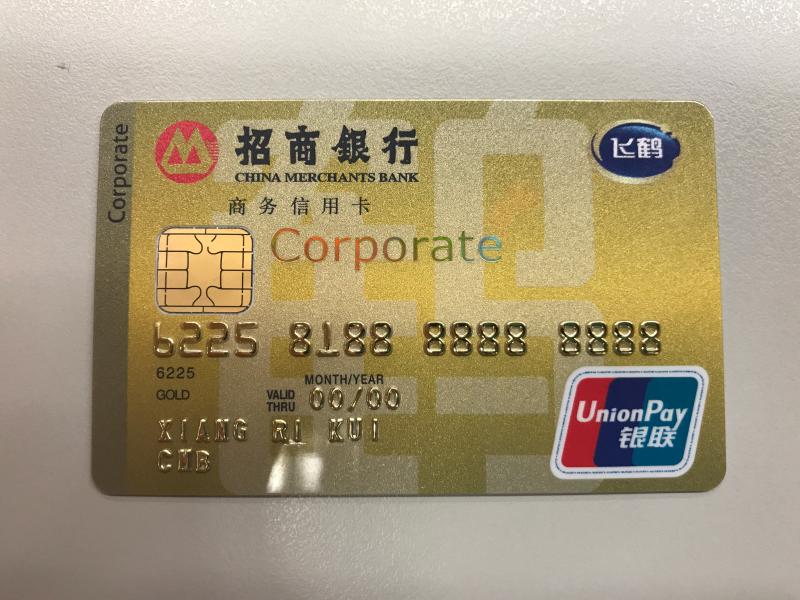 Corporate
招商銀行
CHINA MERCHANTS BANK
飞鹤
商务信用卡
Corporate
6225 8188 8888 8888
6225
MONTH/YEAR
GOLD
VALID THRU 00/00
XIANG RI KUI
CMB
UnionPay
银联